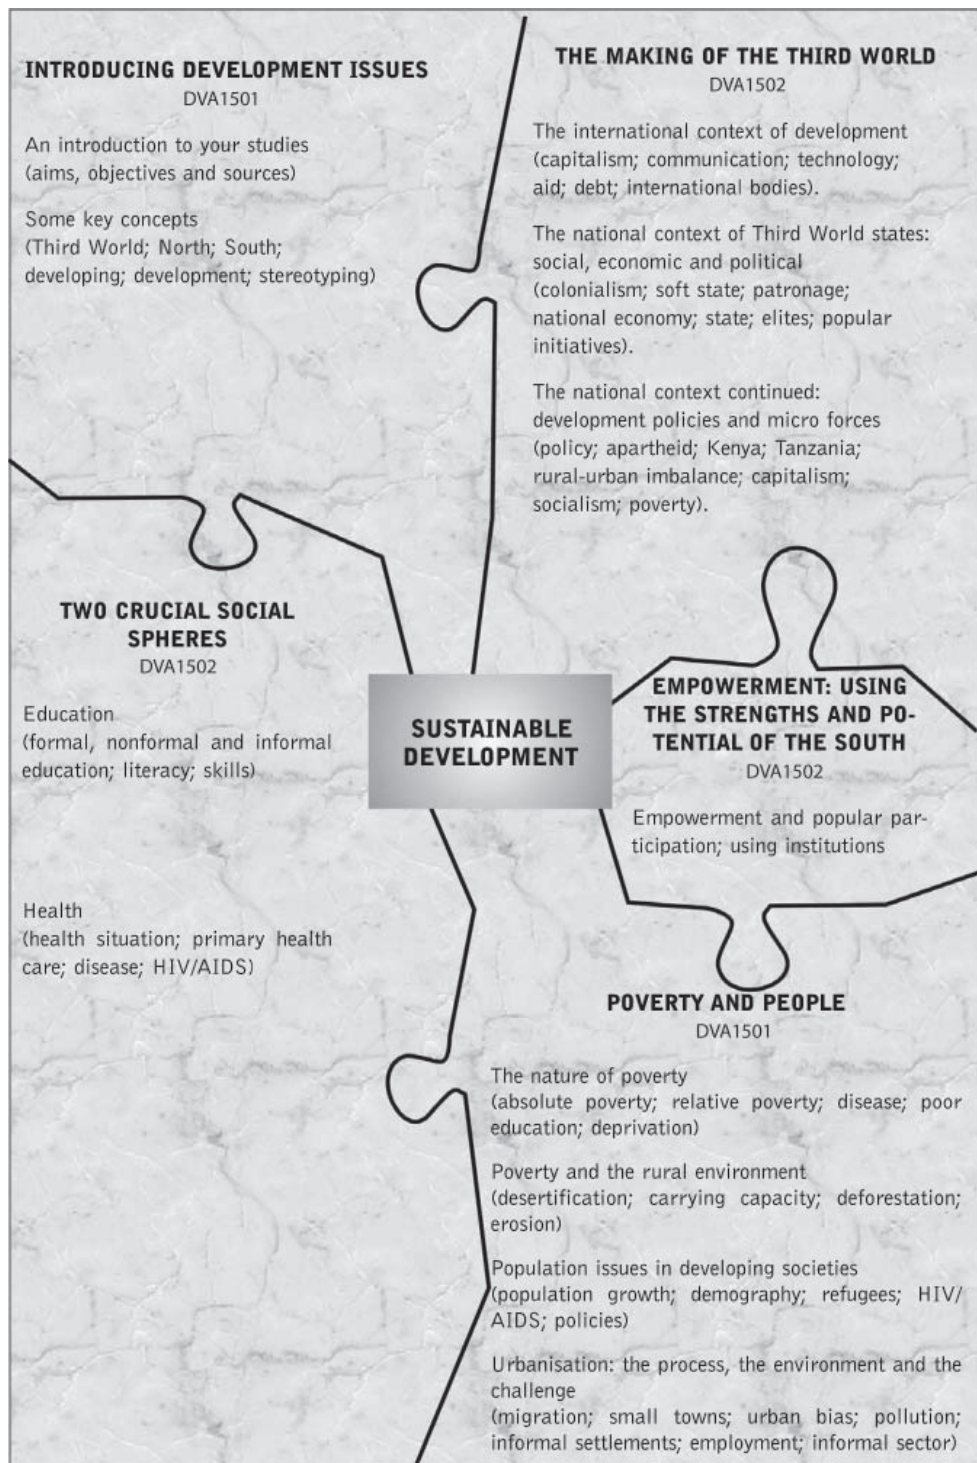 INTRODUCING DEVELOPMENT ISSUES
DVA1501
An introduction to your studies
(aims, objectives and sources)
Some key concepts
(Third World; North; South;
developing; development; stereotyping)
THE MAKING OF THE THIRD WORLD
DVA1502
The international context of development
(capitalism; communication; technology;
aid; debt; international bodies).
The national context of Third World states:
social, economic and political
(colonialism; soft state; patronage;
national economy; state; elites; popular
initiatives).
The national context continued:
development policies and micro forces
(policy; apartheid; Kenya; Tanzania;
rural-urban imbalance; capitalism;
socialism; poverty).
TWO CRUCIAL SOCIAL
SPHERES
DVA1502
Education
(formal, nonformal and informal
education; literacy; skills)
Health
(health situation; primary health
care; disease; HIV/AIDS)
SUSTAINABLE
DEVELOPMENT
EMPOWERMENT: USING
THE STRENGTHS AND PO-
TENTIAL OF THE SOUTH
DVA1502
Empowerment and popular par-
ticipation; using institutions
POVERTY AND PEOPLE
DVA1501
The nature of poverty
(absolute poverty; relative poverty; disease; poor
education; deprivation)
Poverty and the rural environment
(desertification; carrying capacity; deforestation;
erosion)
Population issues in developing societies
(population growth; demography; refugees; HIV/
AIDS; policies)
Urbanisation: the process, the environment and the
challenge
(migration; small towns; urban bias; pollution;
informal settlements; employment; informal sector)